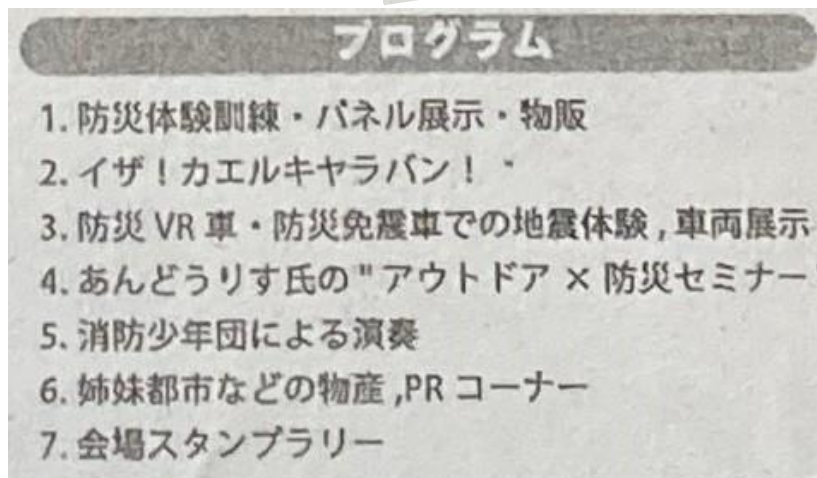 プログラム
1. 防災体験訓練・パネル展示・物販
2. イザ！カエルキャラバン！
3. 防災 VR 車・防災免震車での地震体験 , 車両展示
4. あんどうりす氏の " アウトドア × 防災セミナー
5. 消防少年団による演奏
6. 姉妹都市などの物産 ,PR コーナー
7. 会場スタンプラリー